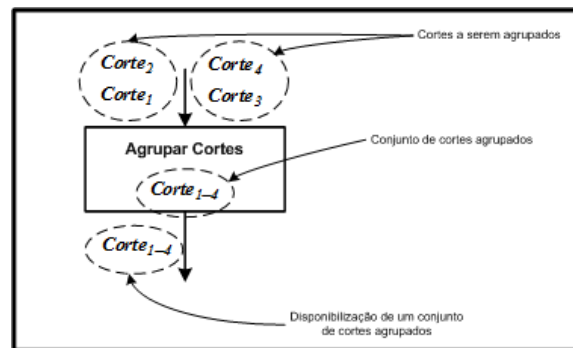 Cortes a serem agrupados
Corte2 Corte4
Corte1 Corte3
Agrupar Cortes
Conjunto de cortes agrupados
Corte1–4
Corte1–4
Disponibilização de um conjunto
de cortes agrupados